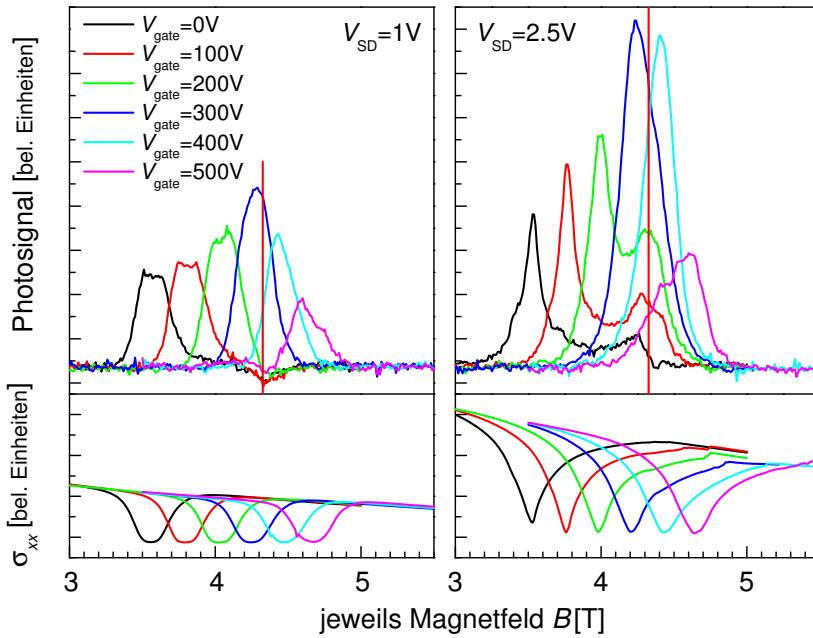 V_gate=0V
V_gate=100V
V_gate=200V
V_gate=300V
V_gate=400V
V_gate=500V
V_SD=1V
V_SD=2.5V
Photosignal [bel. Einheiten]
σ_xx [bel. Einheiten]
3 4 5 3 4 5
jeweils Magnetfeld B[T]